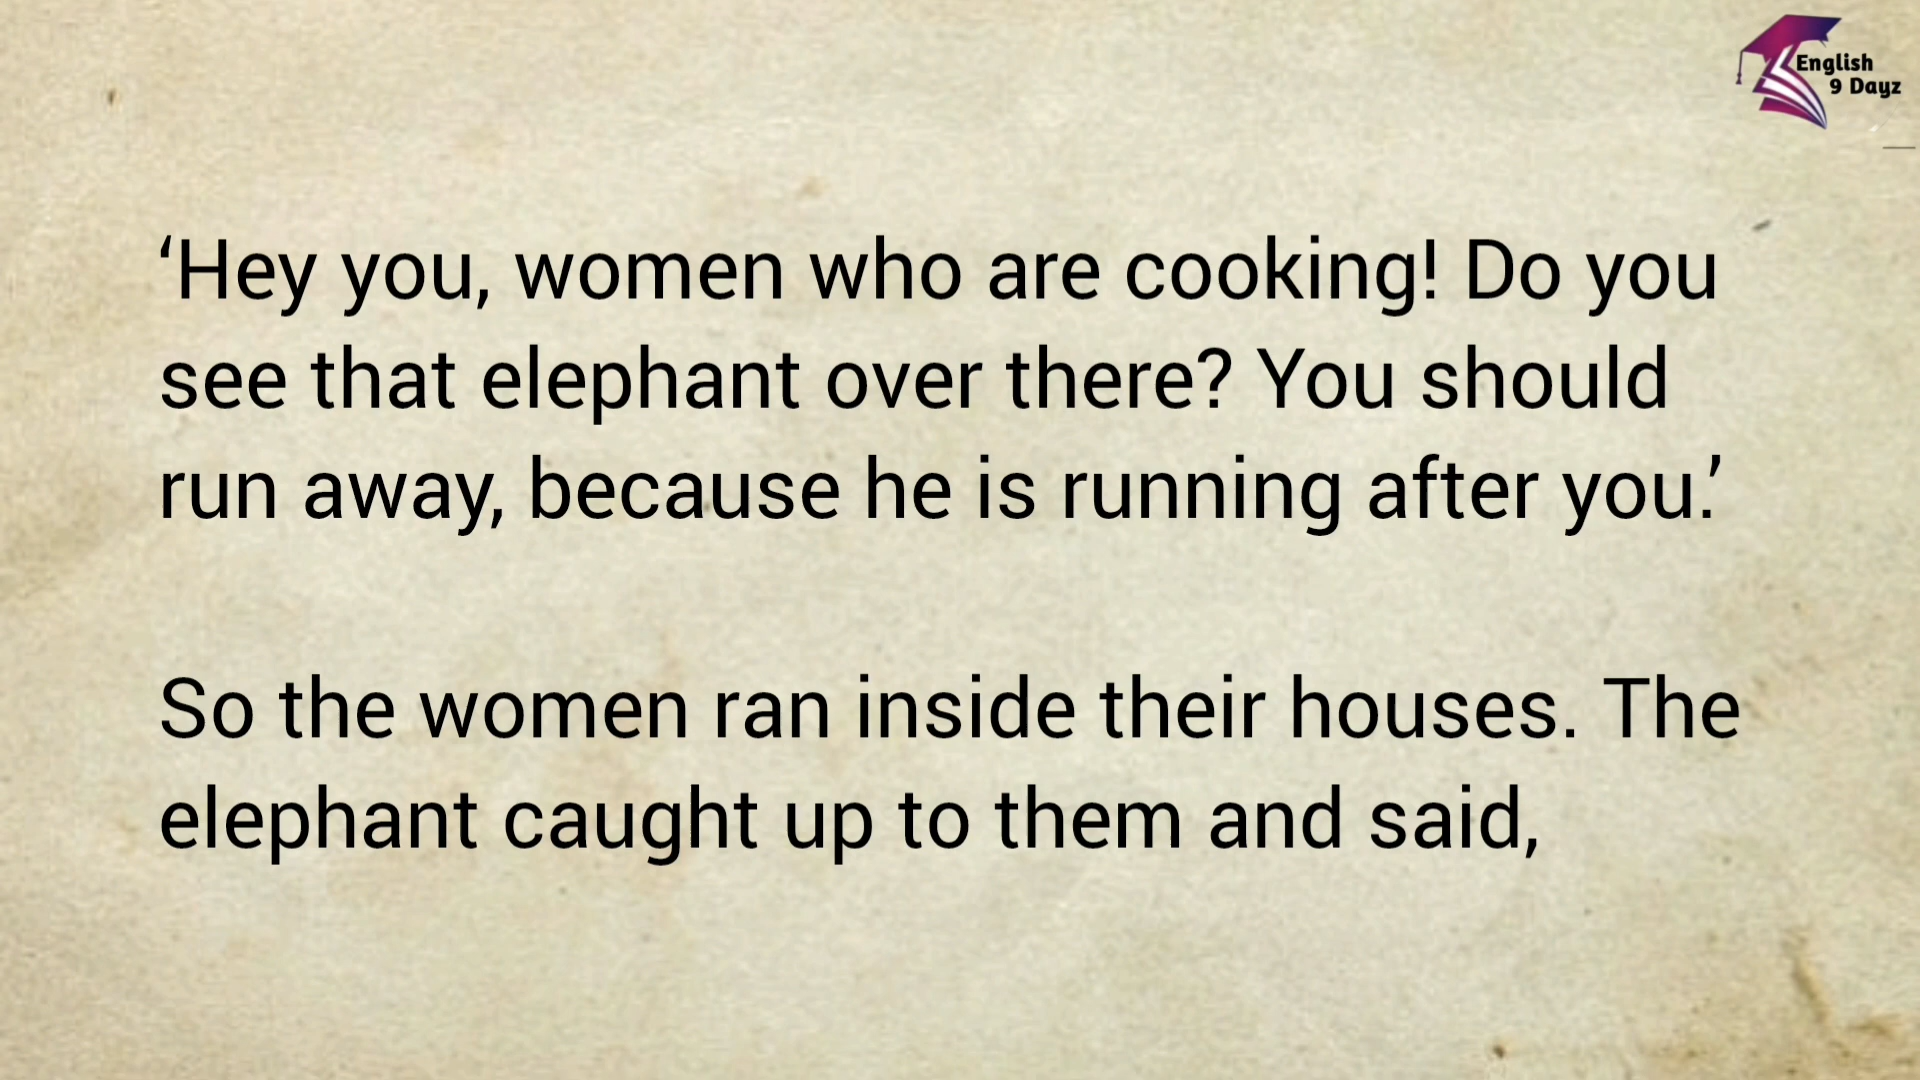 English
9 Dayz
‘Hey you, women who are cooking! Do you
see that elephant over there? You should
run away, because he is running after you.’
So the women ran inside their houses. The
elephant caught up to them and said,